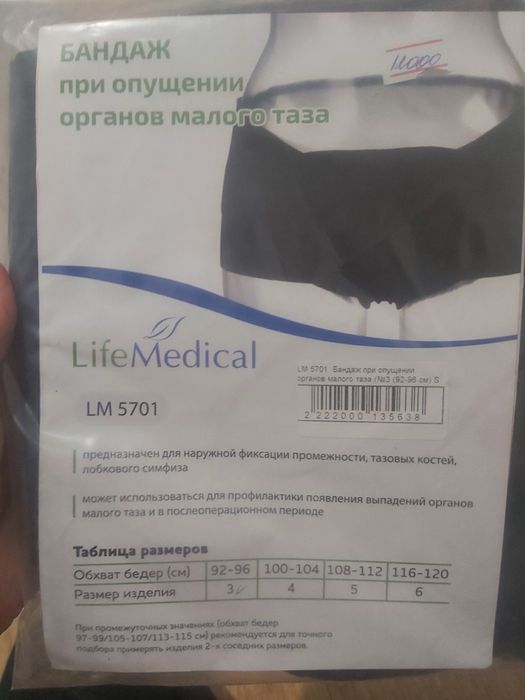 БАНДАЖ
при опущении
органов малого таза
11000
LifeMedical
LM 5701 Бандаж при опущении
органов малого таза (№3 (92-96 см) S
2 222000 135638
LM 5701
предназначен для наружной фиксации промежности, тазовых костей,
лобкового симфиза
может использоваться для профилактики появления выпадений органов
малого таза и в послеоперационном периоде
Таблица размеров
Обхват бедер (см) 92-96 100-104 108-112 116-120
Размер изделия 3 4 5 6
При промежуточных значениях (обхват бедер
97-99/105-107/113-115 см) рекомендуется для точного
подбора примерять изделия 2-х соседних размеров.